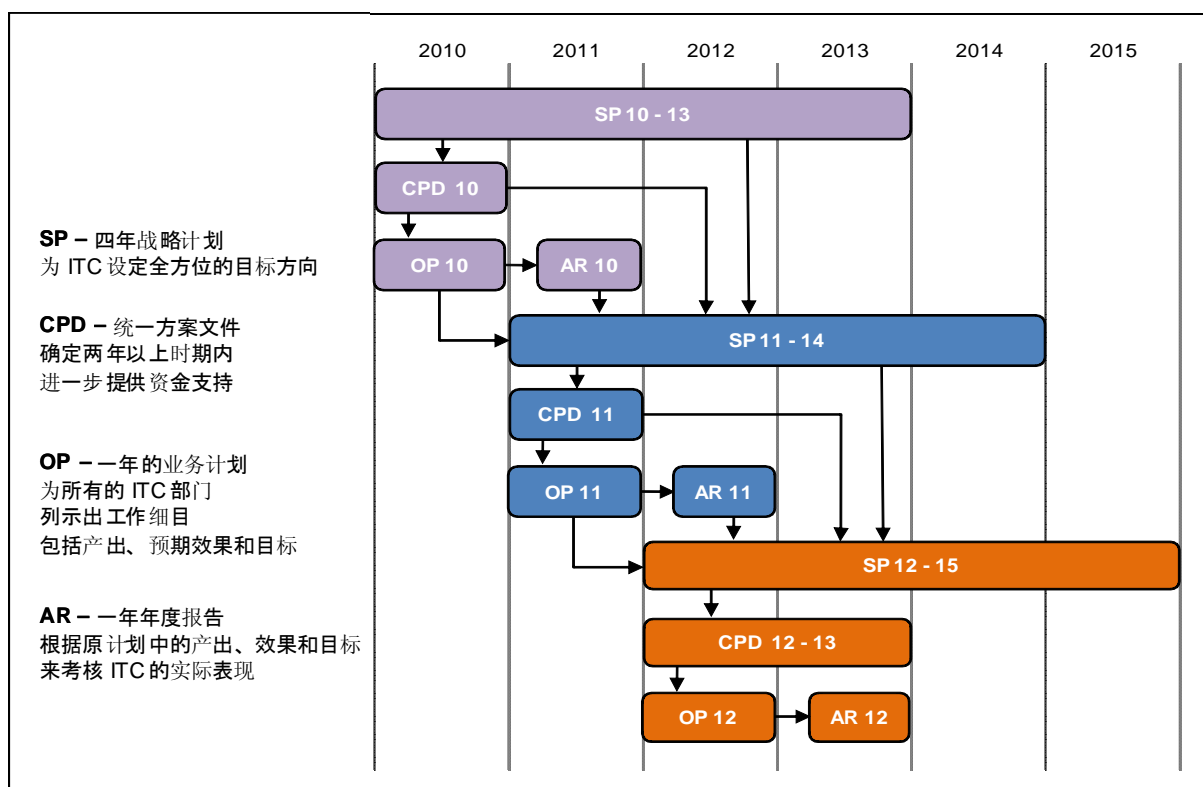 2010 2011 2012 2013 2014 2015
SP 10 - 13
CPD 10
SP – 四年战略计划
为 ITC 设定全方位的目标方向
OP 10 AR 10
CPD – 统一方案文件
确定两年以上时期内
进一步提供资金支持
SP 11 - 14
CPD 11
OP – 一年的业务计划
为所有的 ITC 部门
列示出工作细目
包括产出、预期效果和目标
OP 11 AR 11
SP 12 - 15
AR – 一年年度报告
根据原计划中的产出、效果和目标
来考核 ITC 的实际表现
CPD 12 - 13
OP 12 AR 12